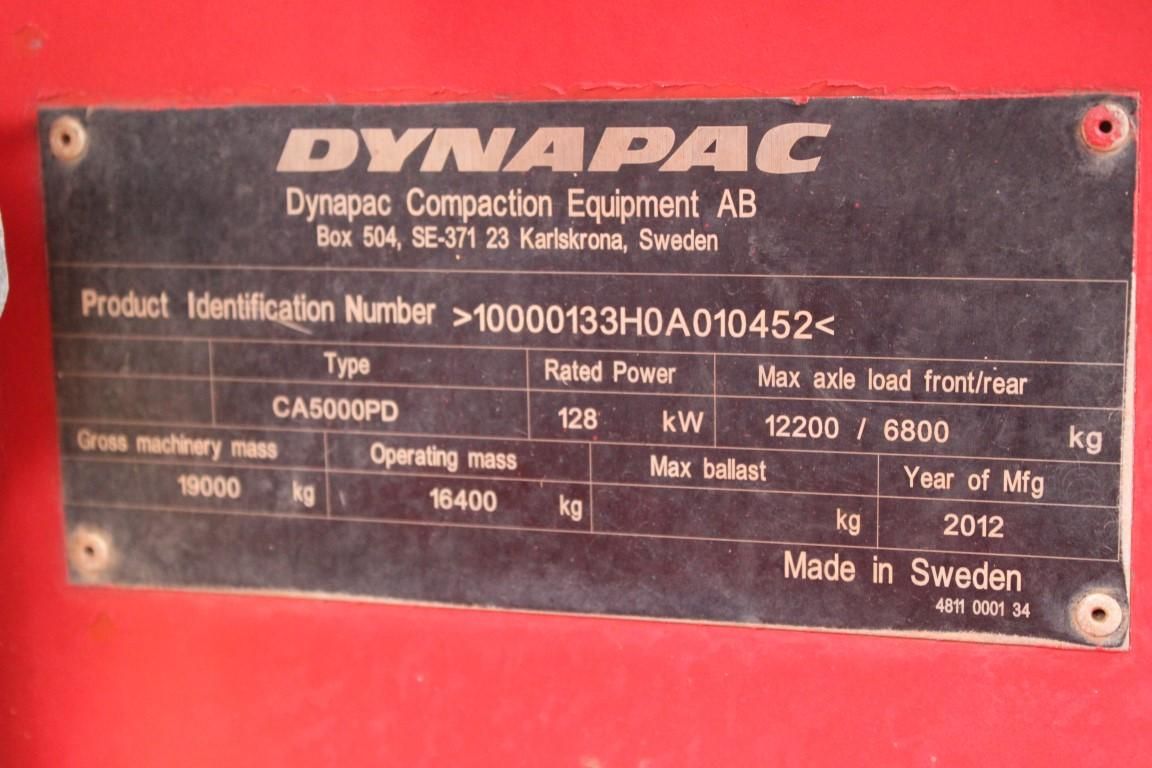 DYNAPAC
Dynapac Compaction Equipment AB
Box 504, SE-371 23 Karlskrona, Sweden
Product Identification Number >10000133H0A010452<
Type Rated Power Max axle load front/rear
CA5000PD 128 kW 12200 / 6800 kg
Gross machinery mass Operating mass Max ballast Year of Mfg
19000 kg 16400 kg kg 2012
Made in Sweden
4811 0001 34